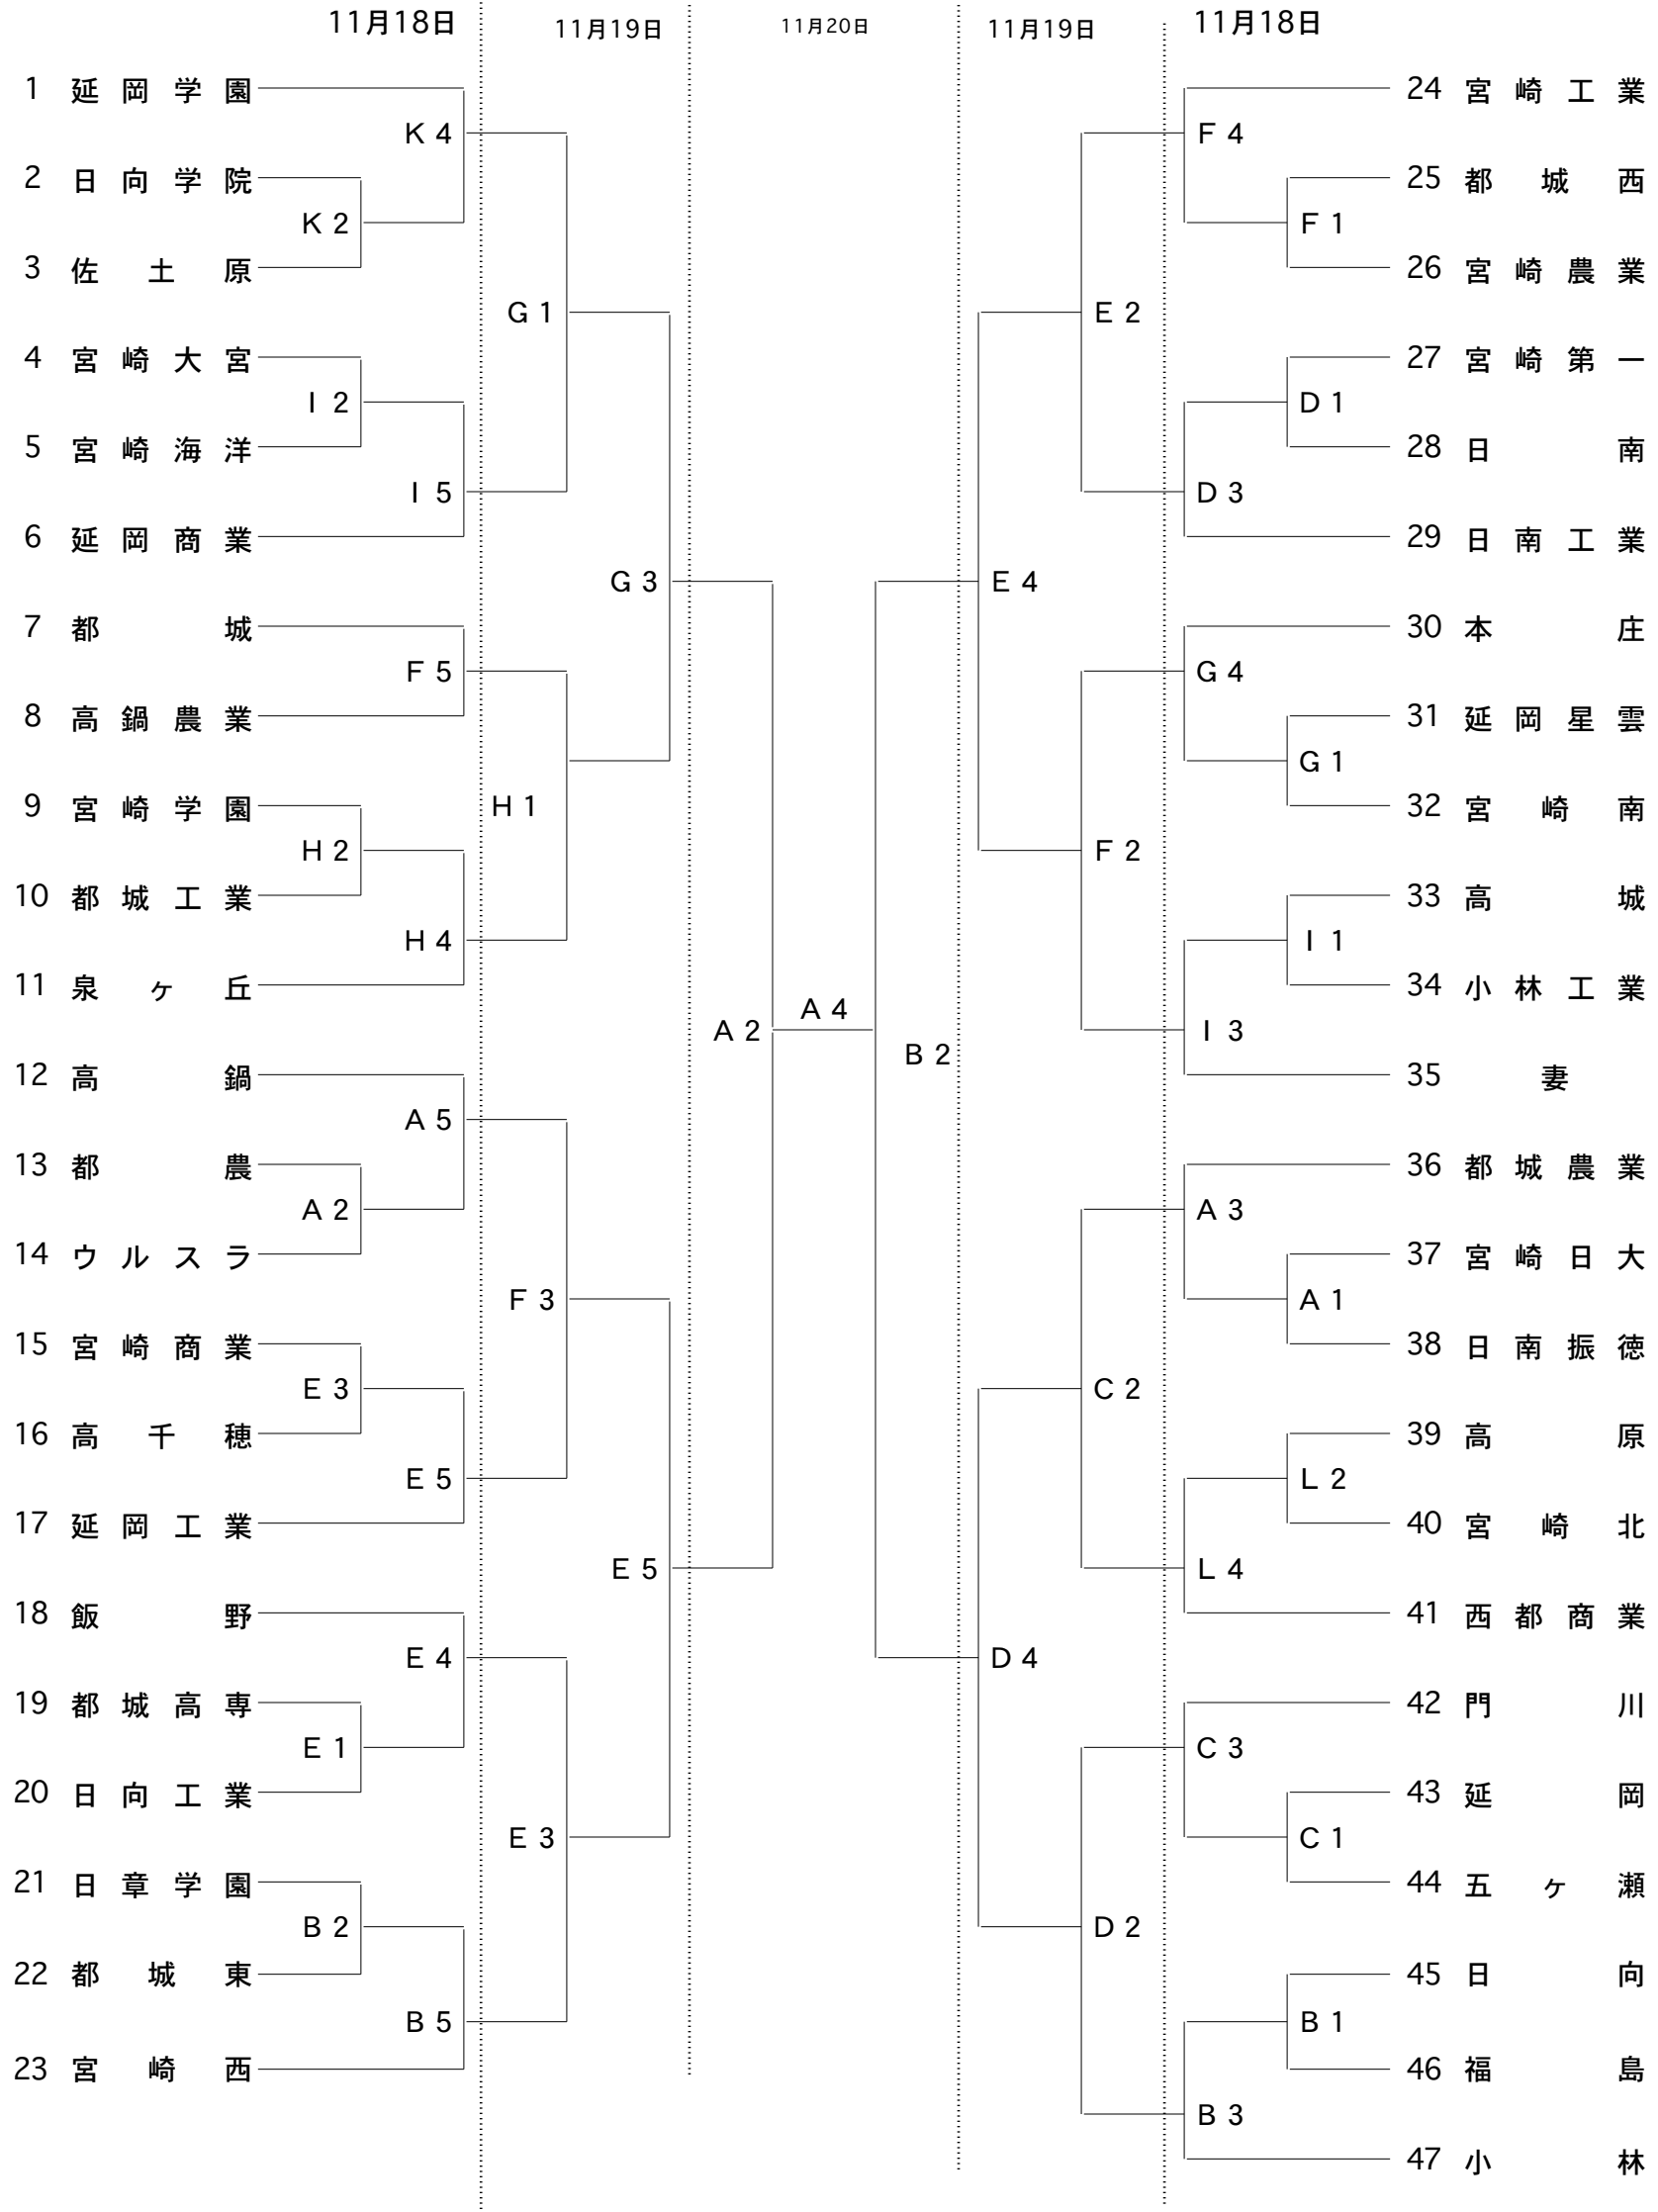 11月18日 11月19日 11月20日 11月19日 11月18日
1 延岡学園 24 宮崎工業
K 4 F 4
2 日向学院 25 都城西
K 2 F 1
3 佐土原 26 宮崎農業
G 1 E 2
4 宮崎大宮 27 宮崎第一
I 2 D 1
5 宮崎海洋 28 日南
I 5 D 3
6 延岡商業 29 日南工業
G 3 E 4
7 都城 30 本庄
F 5 G 4
8 高鍋農業 31 延岡星雲
G 1
9 宮崎学園 H 1 32 宮崎南
H 2 F 2
10 都城工業 33 高城
H 4 I 1
11 泉ヶ丘 34 小林工業
A 2 A 4 B 2 I 3
12 高鍋 35 妻
A 5
13 都農 36 都城農業
A 2 A 3
14 ウルスラ 37 宮崎日大
F 3 A 1
15 宮崎商業 38 日南振徳
E 3 C 2
16 高千穂 39 高原
E 5 L 2
17 延岡工業 40 宮崎北
E 5 L 4
18 飯野 41 西都商業
E 4 D 4
19 都城高専 42 門川
E 1 C 3
20 日向工業 43 延岡
E 3 C 1
21 日章学園 44 五ヶ瀬
B 2 D 2
22 都城東 45 日向
B 5 B 1
23 宮崎西 46 福島
B 3
47 小林